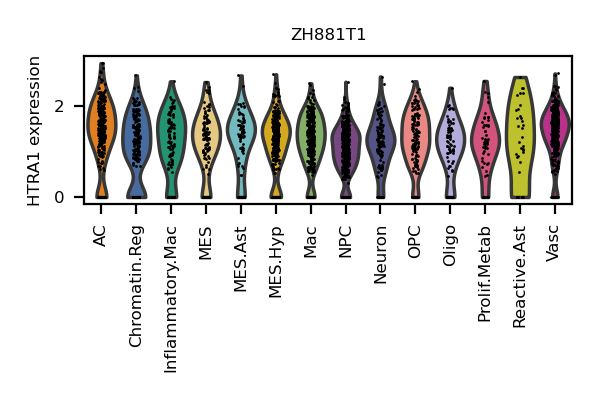 ZH881T1
HTRA1 expression
2
0
AC
Chromatin.Reg
Inflammatory.Mac
MES
MES.Ast
MES.Hyp
Mac
NPC
Neuron
OPC
Oligo
Prolif.Metab
Reactive.Ast
Vasc